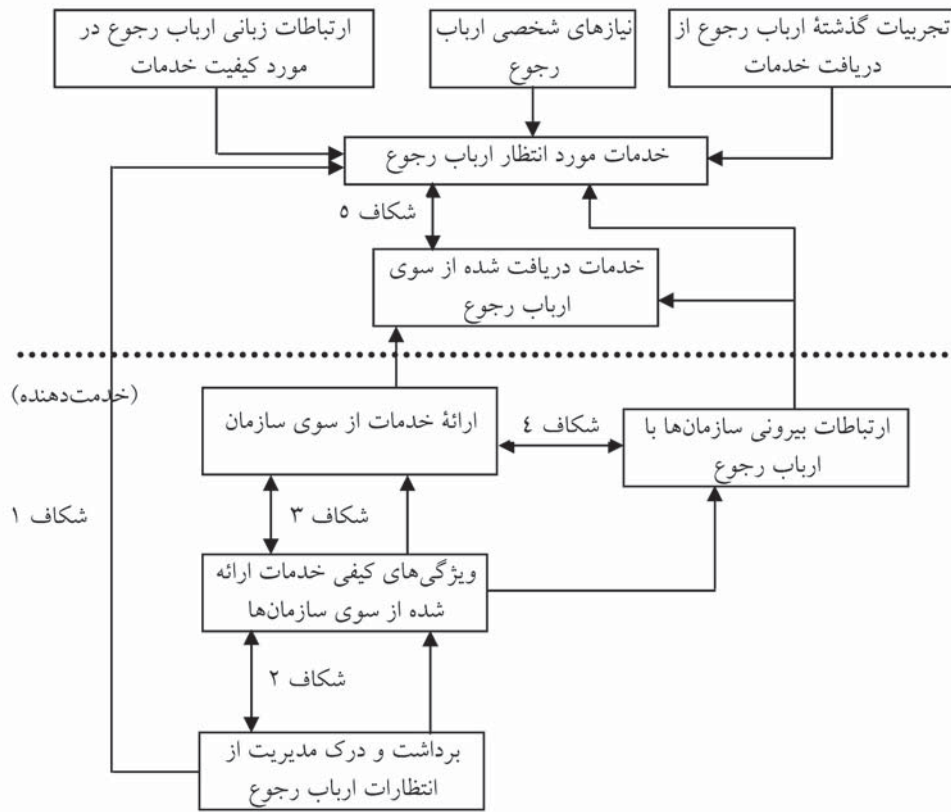 تجربیات گذشتهٔ ارباب رجوع از
دریافت خدمات
نیازهای شخصی ارباب
رجوع
ارتباطات زبانی ارباب رجوع در
مورد کیفیت خدمات
خدمات مورد انتظار ارباب رجوع
شکاف ۵
خدمات دریافت شده از سوی
ارباب رجوع
(خدمت‌دهنده)
ارائهٔ خدمات از سوی سازمان
شکاف ٤
ارتباطات بیرونی سازمان‌ها با
ارباب رجوع
شکاف ۱
شکاف ۳
ویژگی‌های کیفی خدمات ارائه
شده از سوی سازمان‌ها
شکاف ۲
برداشت و درک مدیریت از
انتظارات ارباب رجوع